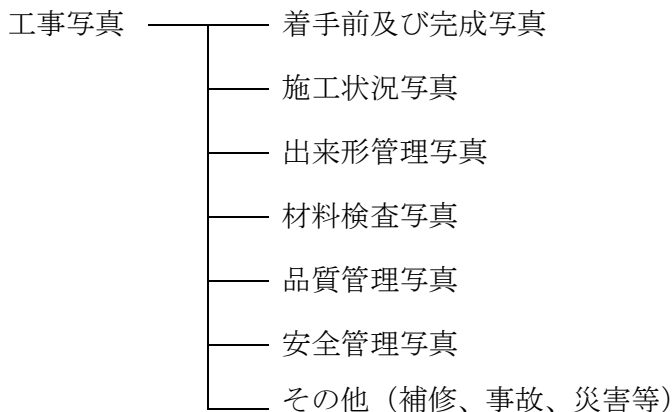 工事写真
着手前及び完成写真
施工状況写真
出来形管理写真
材料検査写真
品質管理写真
安全管理写真
その他（補修、事故、災害等）